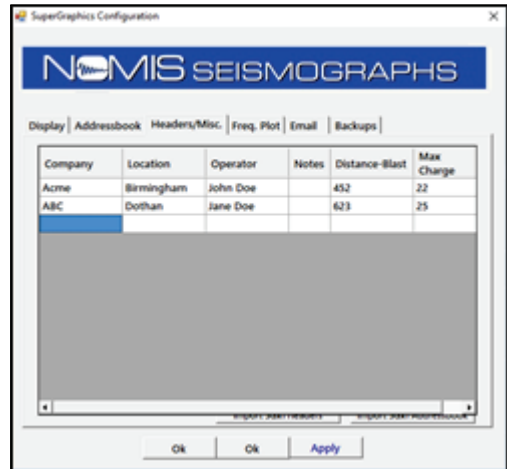 SuperGraphics Configuration
NOMIS SEISMOGRAPHS
Display Addressbook Headers/Misc. Freq. Plot Email Backups
Company Location Operator Notes Distance-Blast Max Charge
Acme Birmingham John Doe 452 22
ABC Dothan Jane Doe 623 25
Ok Ok Apply